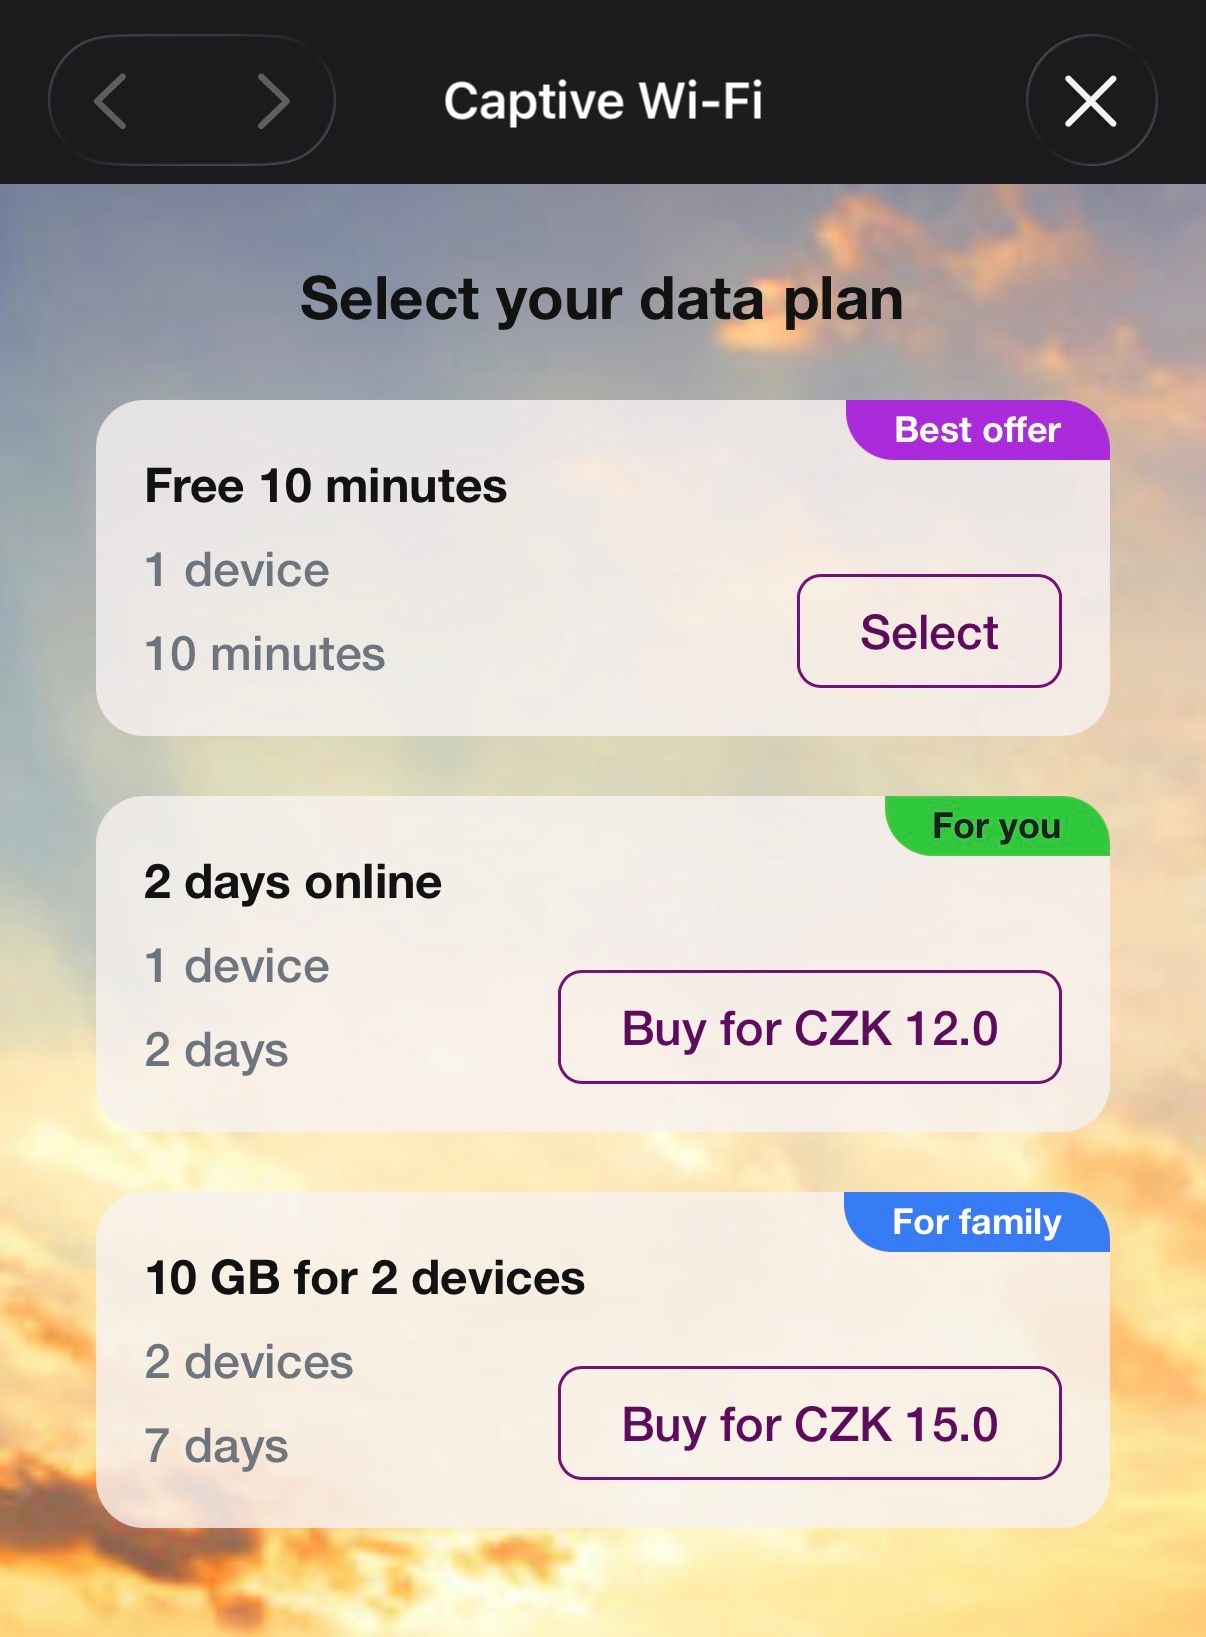 Captive Wi-Fi
Select your data plan
Best offer
Free 10 minutes
1 device
10 minutes
Select
For you
2 days online
1 device
2 days
Buy for CZK 12.0
For family
10 GB for 2 devices
2 devices
7 days
Buy for CZK 15.0